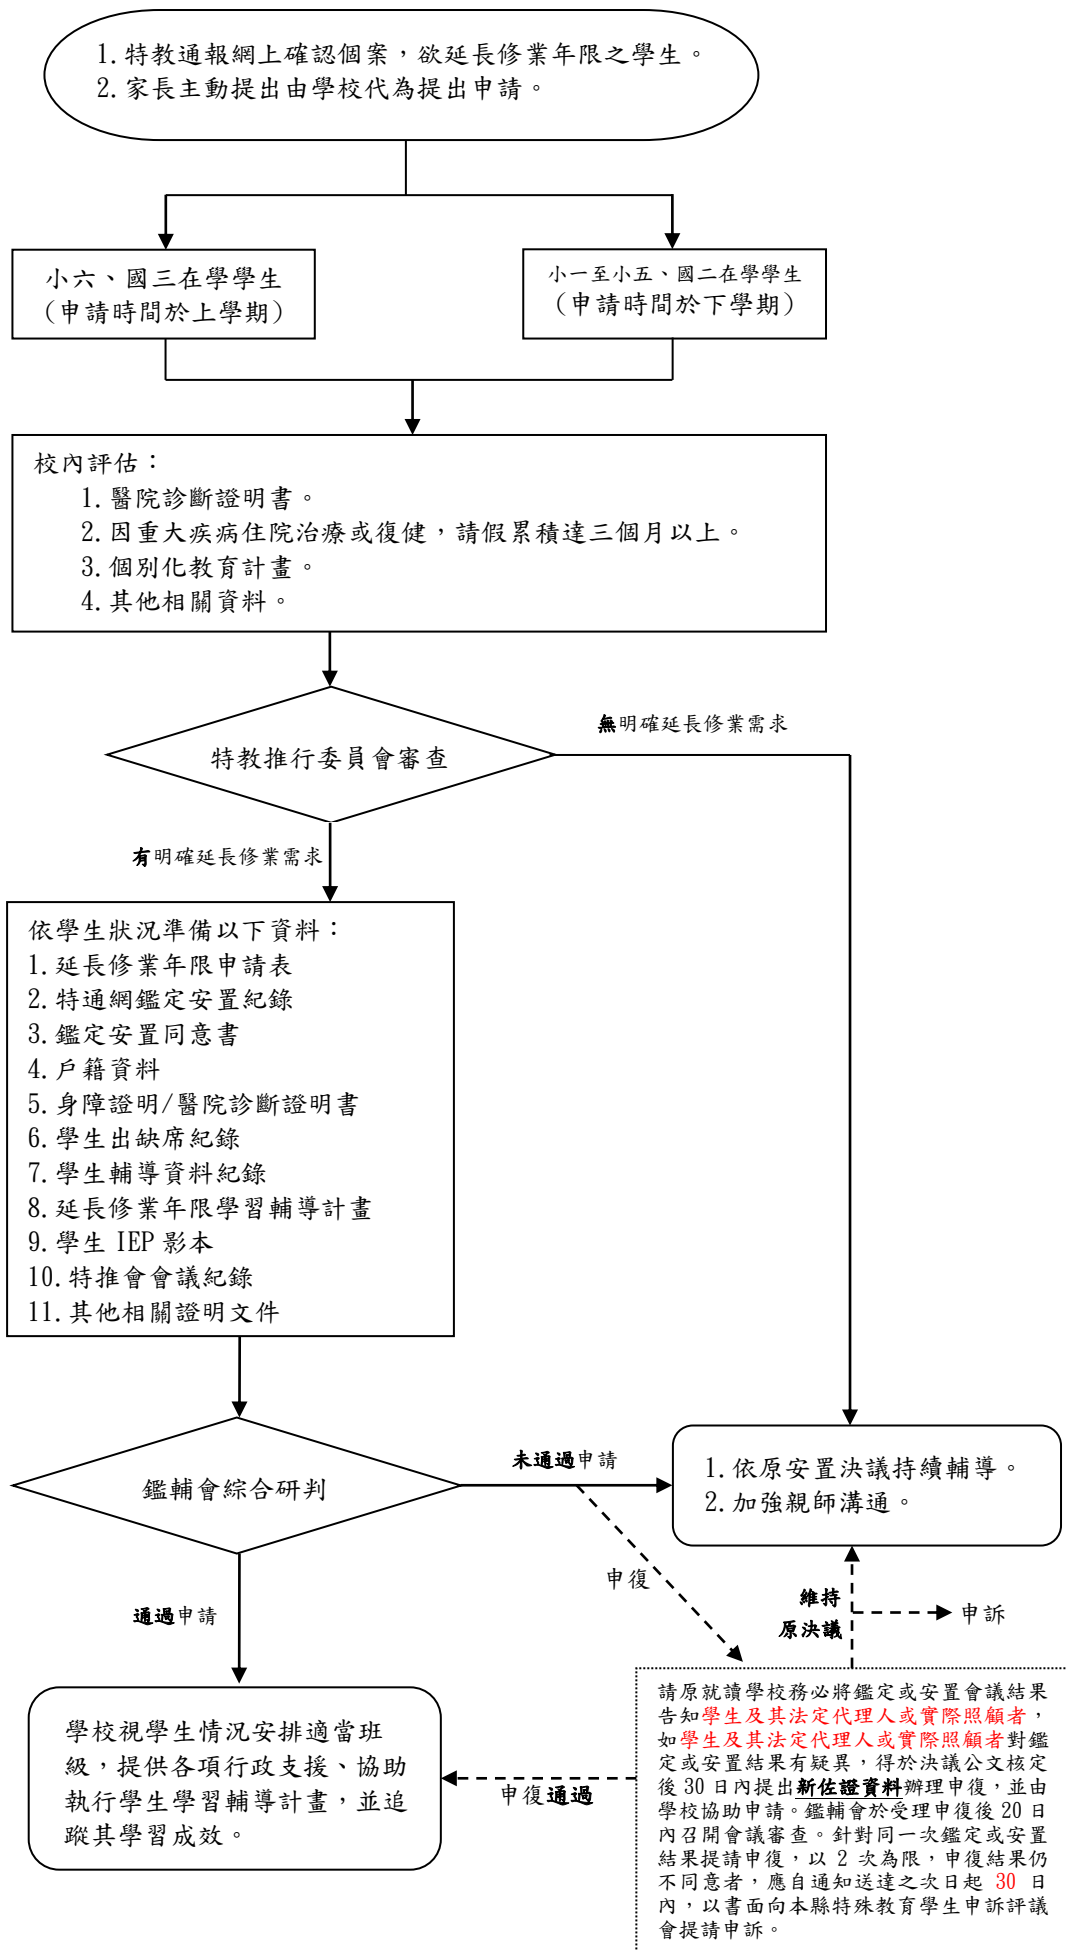 1.特教通報網上確認個案，欲延長修業年限之學生。
2.家長主動提出由學校代為提出申請。
小六、國三在學學生
(申請時間於上學期)
小一至小五、國二在學學生
(申請時間於下學期)
校內評估：
1.醫院診斷證明書。
2.因重大疾病住院治療或復健，請假累積達三個月以上。
3.個別化教育計畫。
4.其他相關資料。
特教推行委員會審查
無明確延長修業需求
有明確延長修業需求
依學生狀況準備以下資料：
1.延長修業年限申請表
2.特通網鑑定安置紀錄
3.鑑定安置同意書
4.戶籍資料
5.身障證明/醫院診斷證明書
6.學生出缺席紀錄
7.學生輔導資料紀錄
8.延長修業年限學習輔導計畫
9.學生 IEP 影本
10.特推會會議紀錄
11.其他相關證明文件
鑑輔會綜合研判
未通過申請
1.依原安置決議持續輔導。
2.加強親師溝通。
申復
維持
原決議
申訴
通過申請
學校視學生情況安排適當班
級，提供各項行政支援、協助
執行學生學習輔導計畫，並追
蹤其學習成效。
申復通過
請原就讀學校務必將鑑定或安置會議結果
告知學生及其法定代理人或實際照顧者，
如學生及其法定代理人或實際照顧者對鑑
定或安置結果有疑異，得於決議公文核定
後 30 日內提出新佐證資料辦理申復，並由
學校協助申請。鑑輔會於受理申復後 20 日
內召開會議審查。針對同一次鑑定或安置
結果提請申復，以 2 次為限，申復結果仍
不同意者，應自通知送達之次日起 30 日
內，以書面向本縣特殊教育學生申訴評議
會提請申訴。